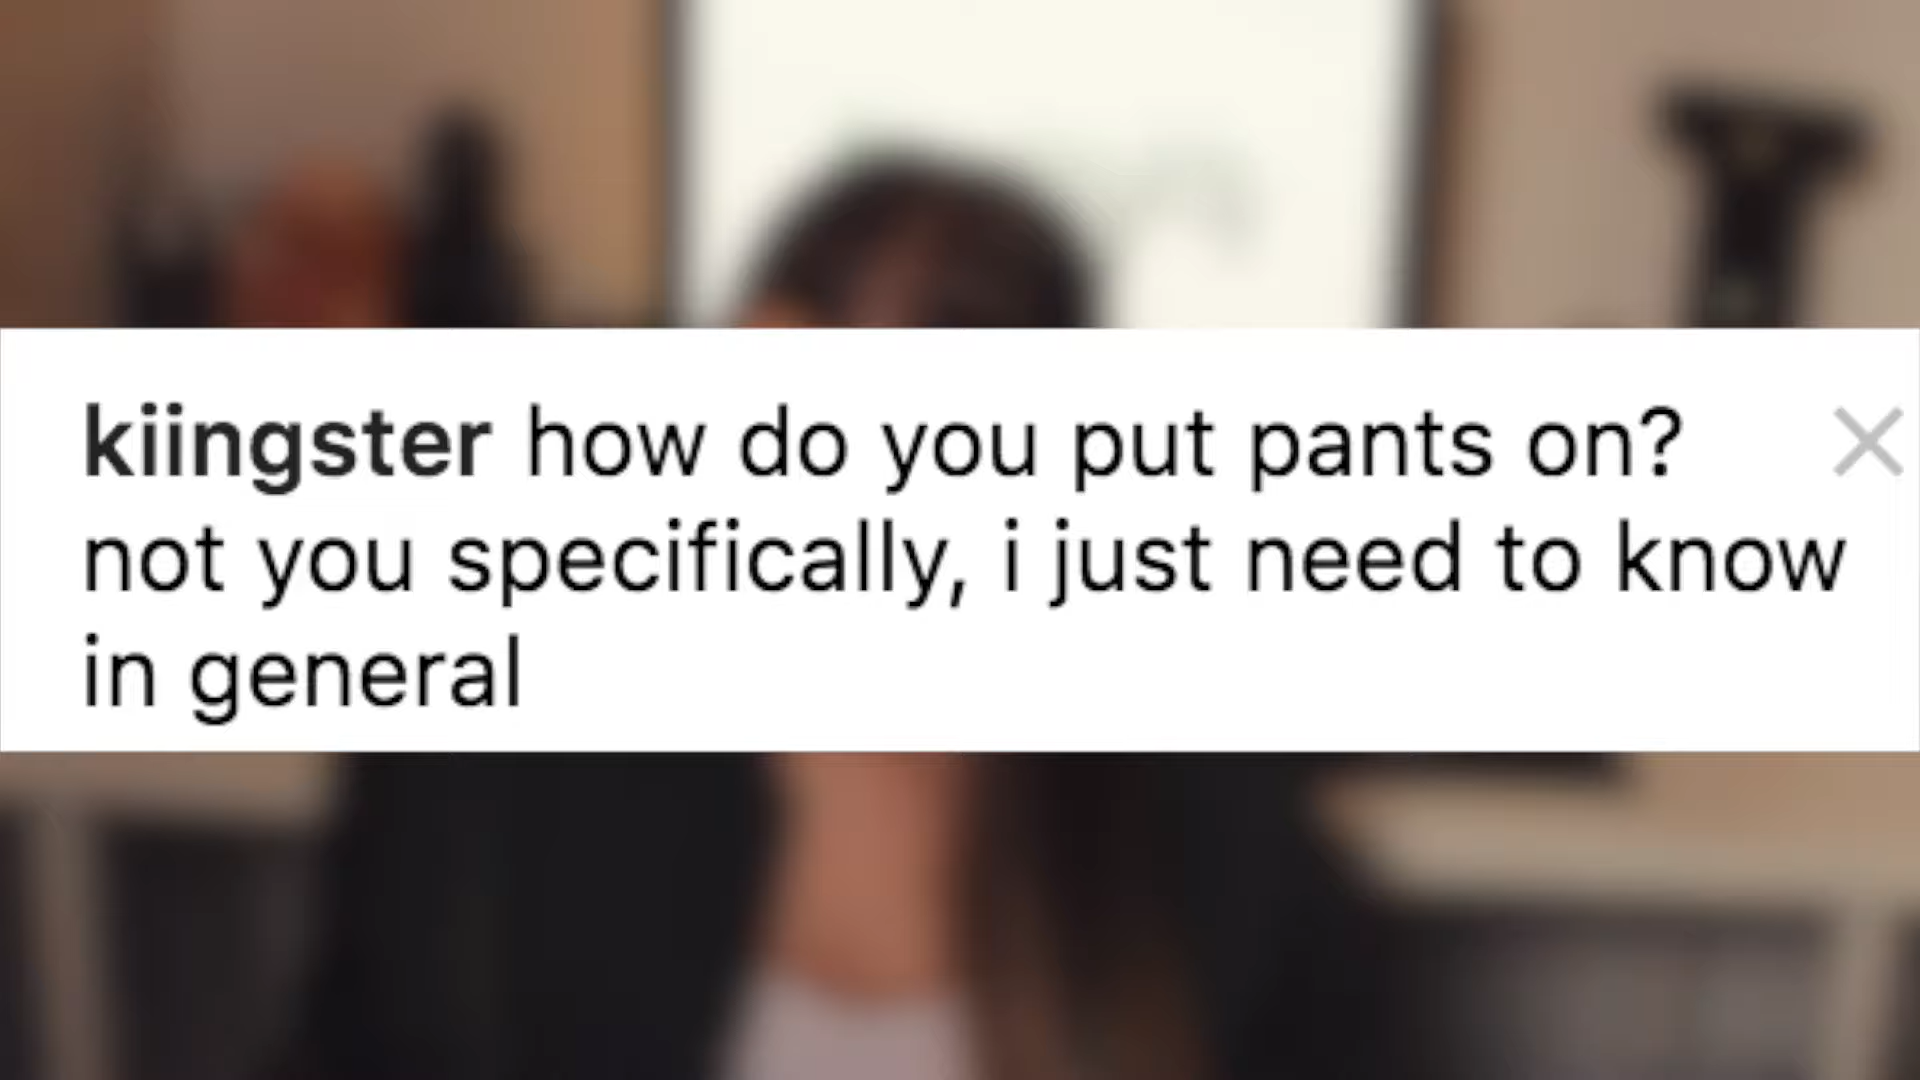 kiingster how do you put pants on?
not you specifically, i just need to know
in general